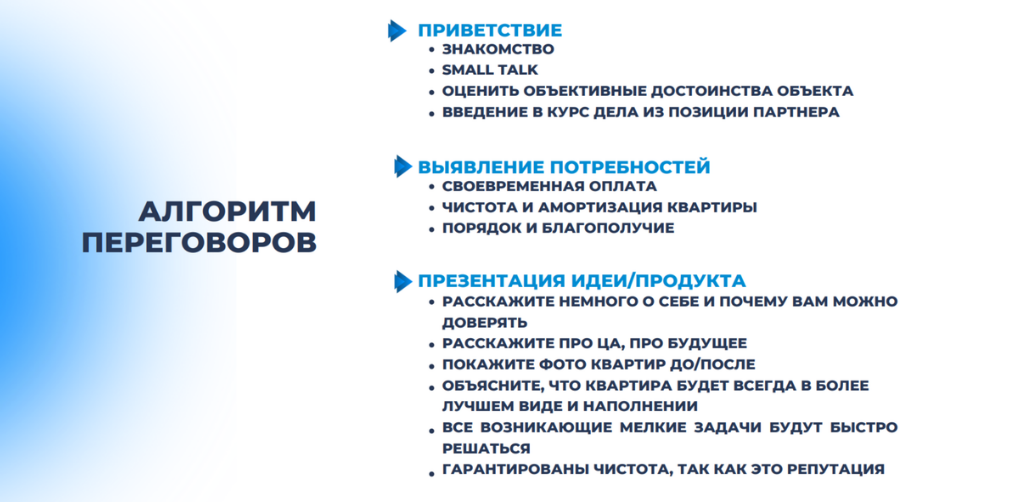 АЛГОРИТМ
ПЕРЕГОВОРОВ
ПРИВЕТСТВИЕ
• ЗНАКОМСТВО
• SMALL TALK
• ОЦЕНИТЬ ОБЪЕКТИВНЫЕ ДОСТОИНСТВА ОБЪЕКТА
• ВВЕДЕНИЕ В КУРС ДЕЛА ИЗ ПОЗИЦИИ ПАРТНЕРА
ВЫЯВЛЕНИЕ ПОТРЕБНОСТЕЙ
• СВОЕВРЕМЕННАЯ ОПЛАТА
• ЧИСТОТА И АМОРТИЗАЦИЯ КВАРТИРЫ
• ПОРЯДОК И БЛАГОПОЛУЧИЕ
ПРЕЗЕНТАЦИЯ ИДЕИ/ПРОДУКТА
• РАССКАЖИТЕ НЕМНОГО О СЕБЕ И ПОЧЕМУ ВАМ МОЖНО
ДОВЕРЯТЬ
• РАССКАЖИТЕ ПРО ЦА, ПРО БУДУЩЕЕ
• ПОКАЖИТЕ ФОТО КВАРТИР ДО/ПОСЛЕ
• ОБЪЯСНИТЕ, ЧТО КВАРТИРА БУДЕТ ВСЕГДА В БОЛЕЕ
ЛУЧШЕМ ВИДЕ И НАПОЛНЕНИИ
• ВСЕ ВОЗНИКАЮЩИЕ МЕЛКИЕ ЗАДАЧИ БУДУТ БЫСТРО
РЕШАТЬСЯ
• ГАРАНТИРОВАНЫ ЧИСТОТА, ТАК КАК ЭТО РЕПУТАЦИЯ